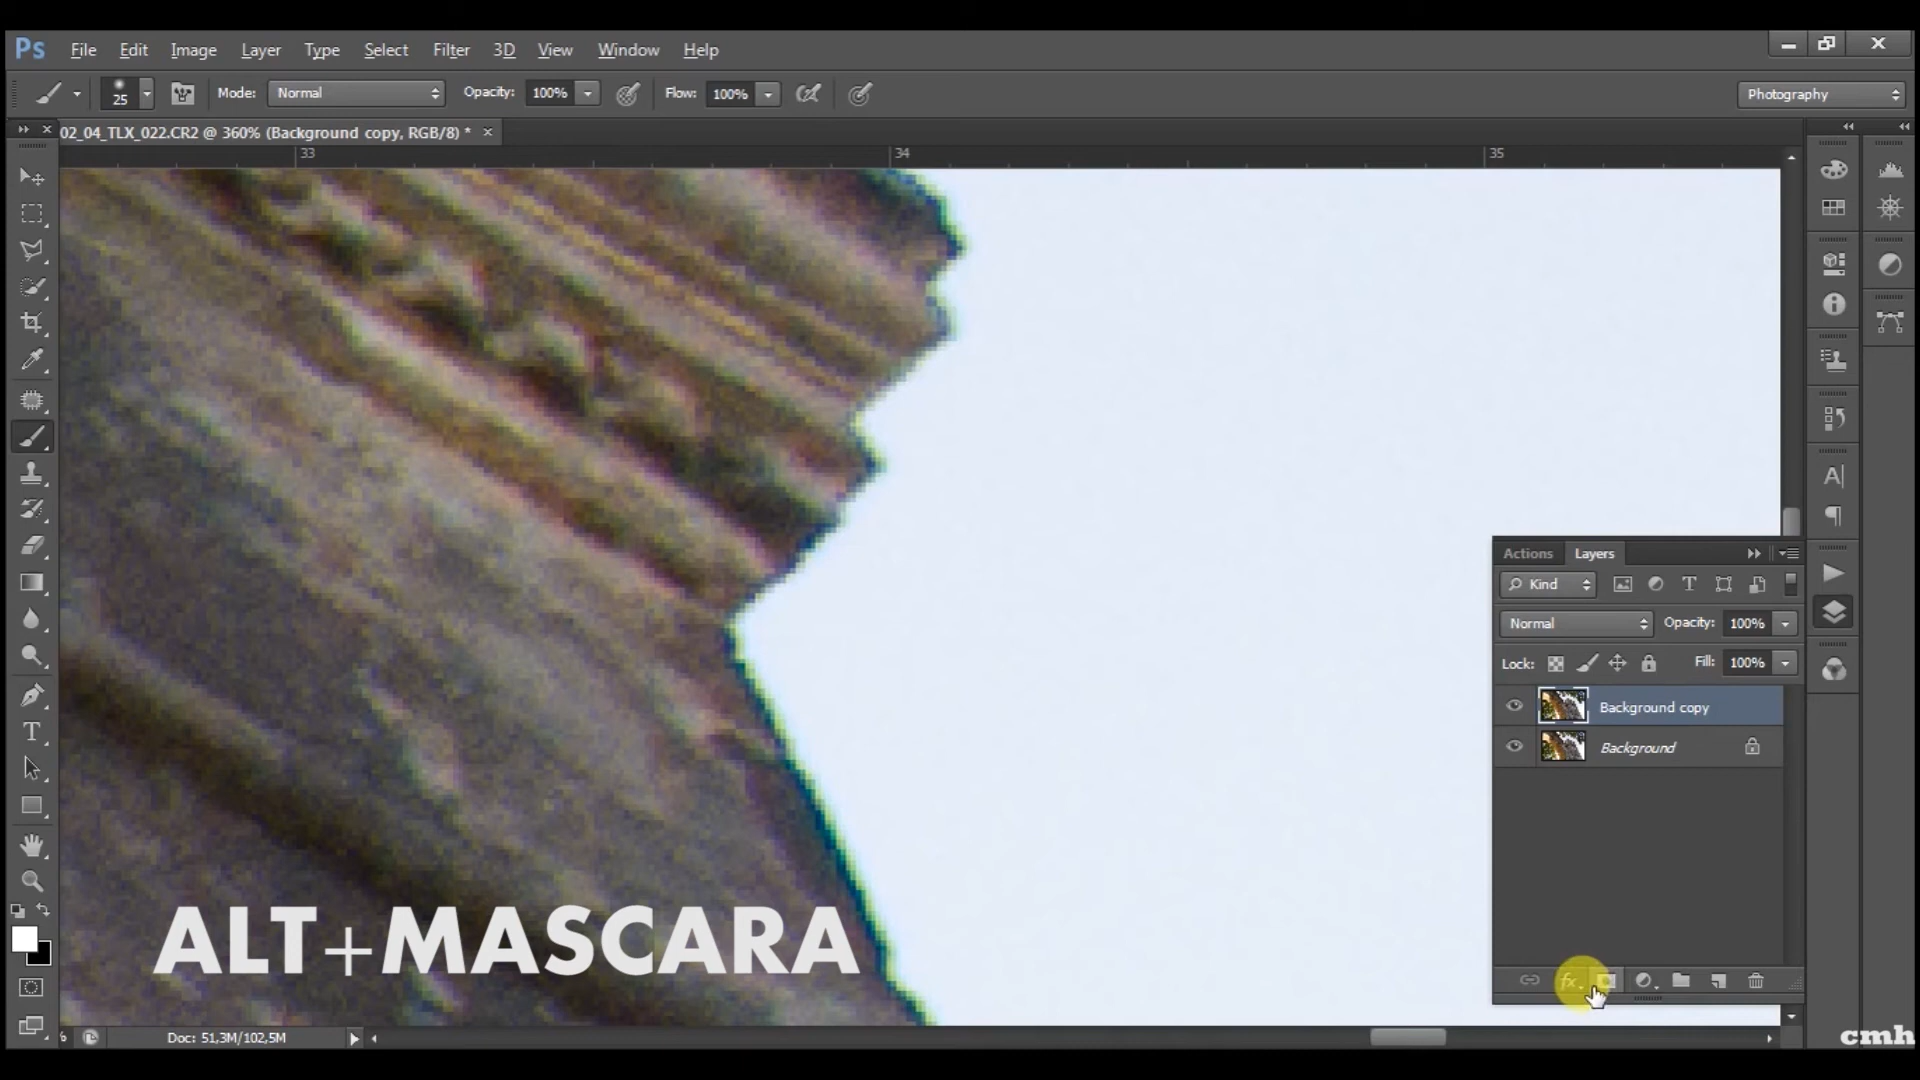 Ps File Edit Image Layer Type Select Filter 3D View Window Help
25 Mode: Normal Opacity: 100% Flow: 100% Photography
02_04_TLX_022.CR2 @ 360% (Background copy, RGB/8) *
33 34 35
Actions Layers
Kind
Normal Opacity: 100%
Lock: Fill: 100%
Background copy
Background
fx
ALT+MASCARA
% Doc: 51,3M/102,5M
cmh